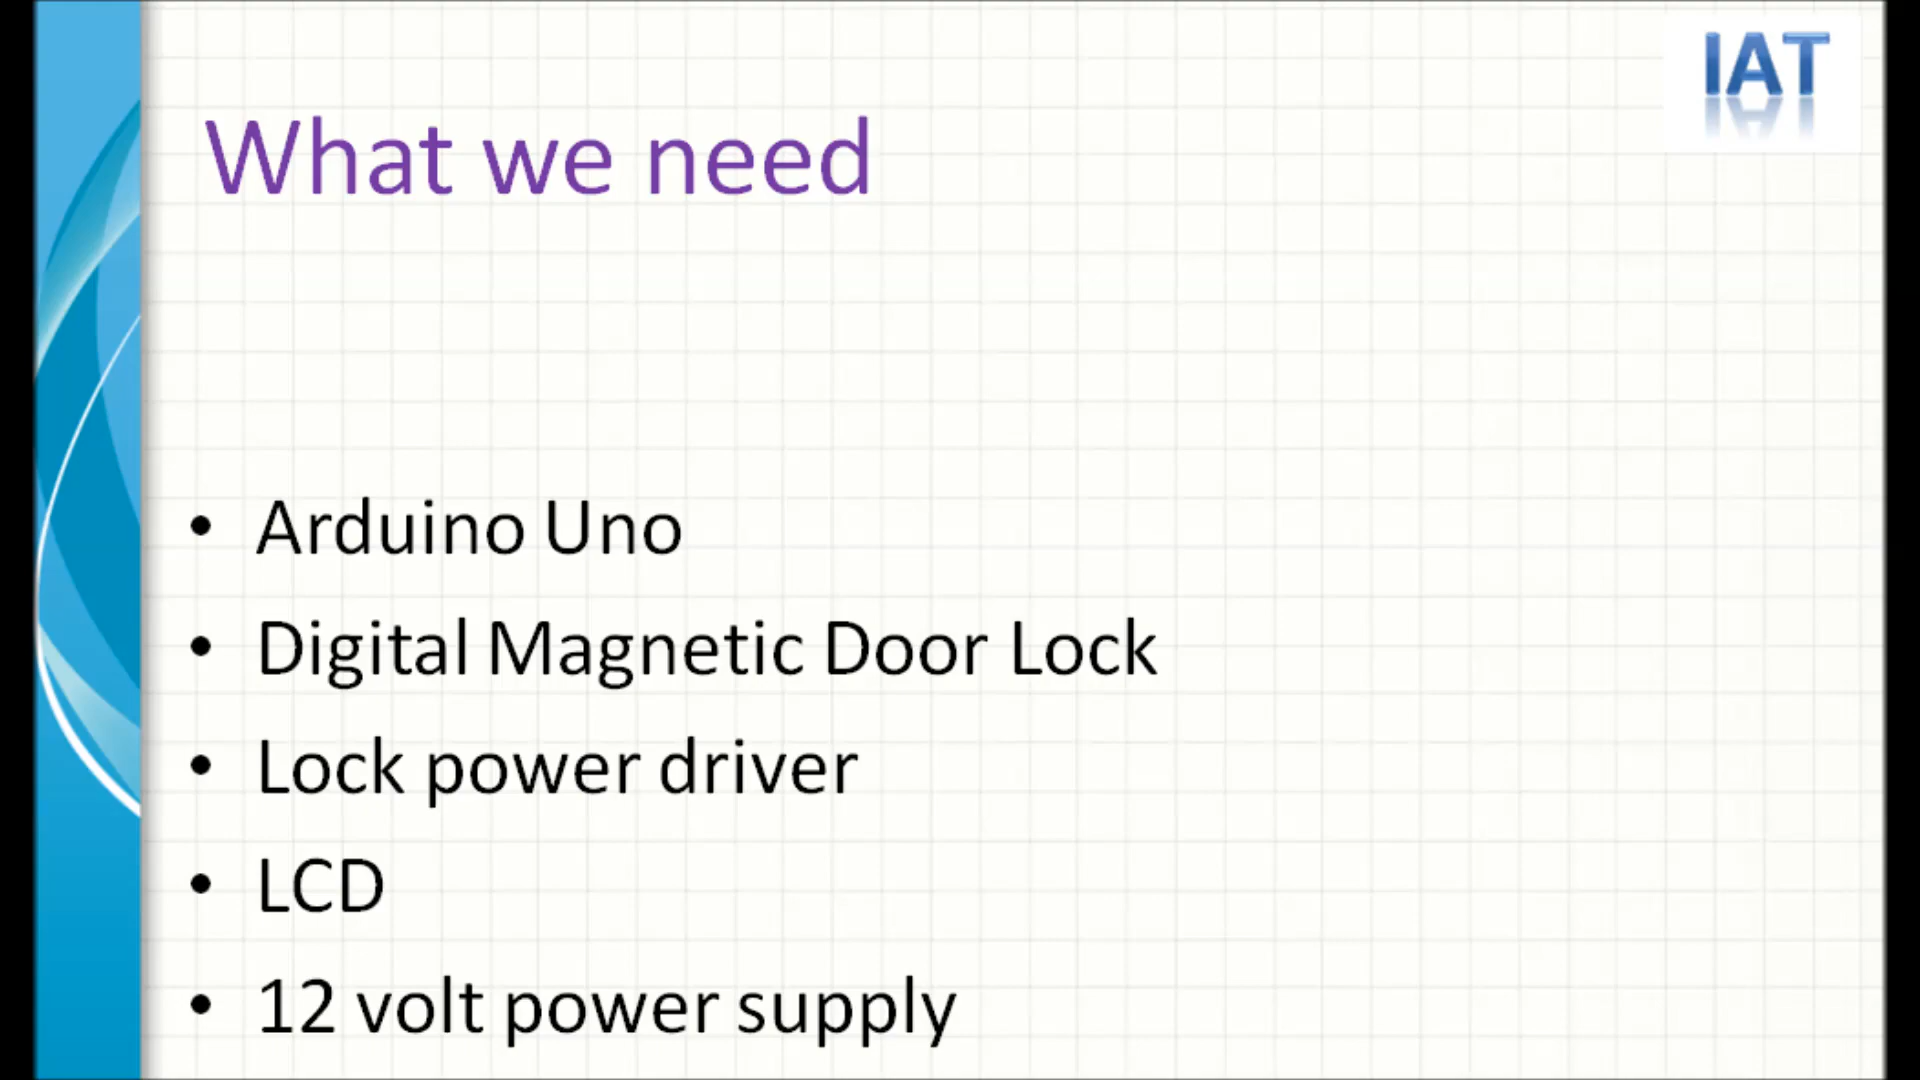 IAT
What we need
• Arduino Uno
• Digital Magnetic Door Lock
• Lock power driver
• LCD
• 12 volt power supply